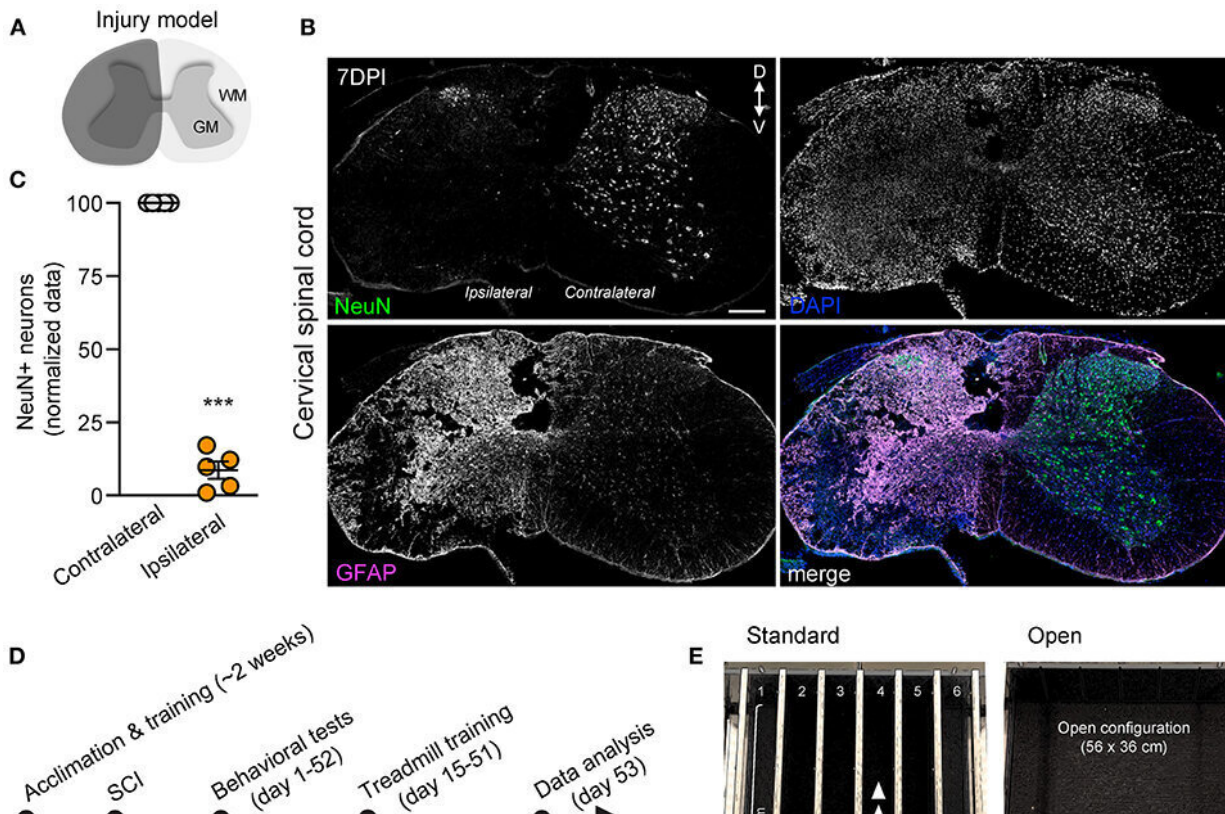 A
Injury model
WM
GM
B
7DPI
D
V
Ipsilateral
Contralateral
NeuN
DAPI
Cervical spinal cord
GFAP
merge
C
NeuN+ neurons
(normalized data)
100
75
50
25
0
***
Contralateral
Ipsilateral
D
Acclimation & training (~2 weeks)
SCI
Behavioral tests
(day 1-52)
Treadmill training
(day 15-51)
Data analysis
(day 53)
E
Standard
Open
1 2 3 4 5 6
Open configuration
(56 x 36 cm)